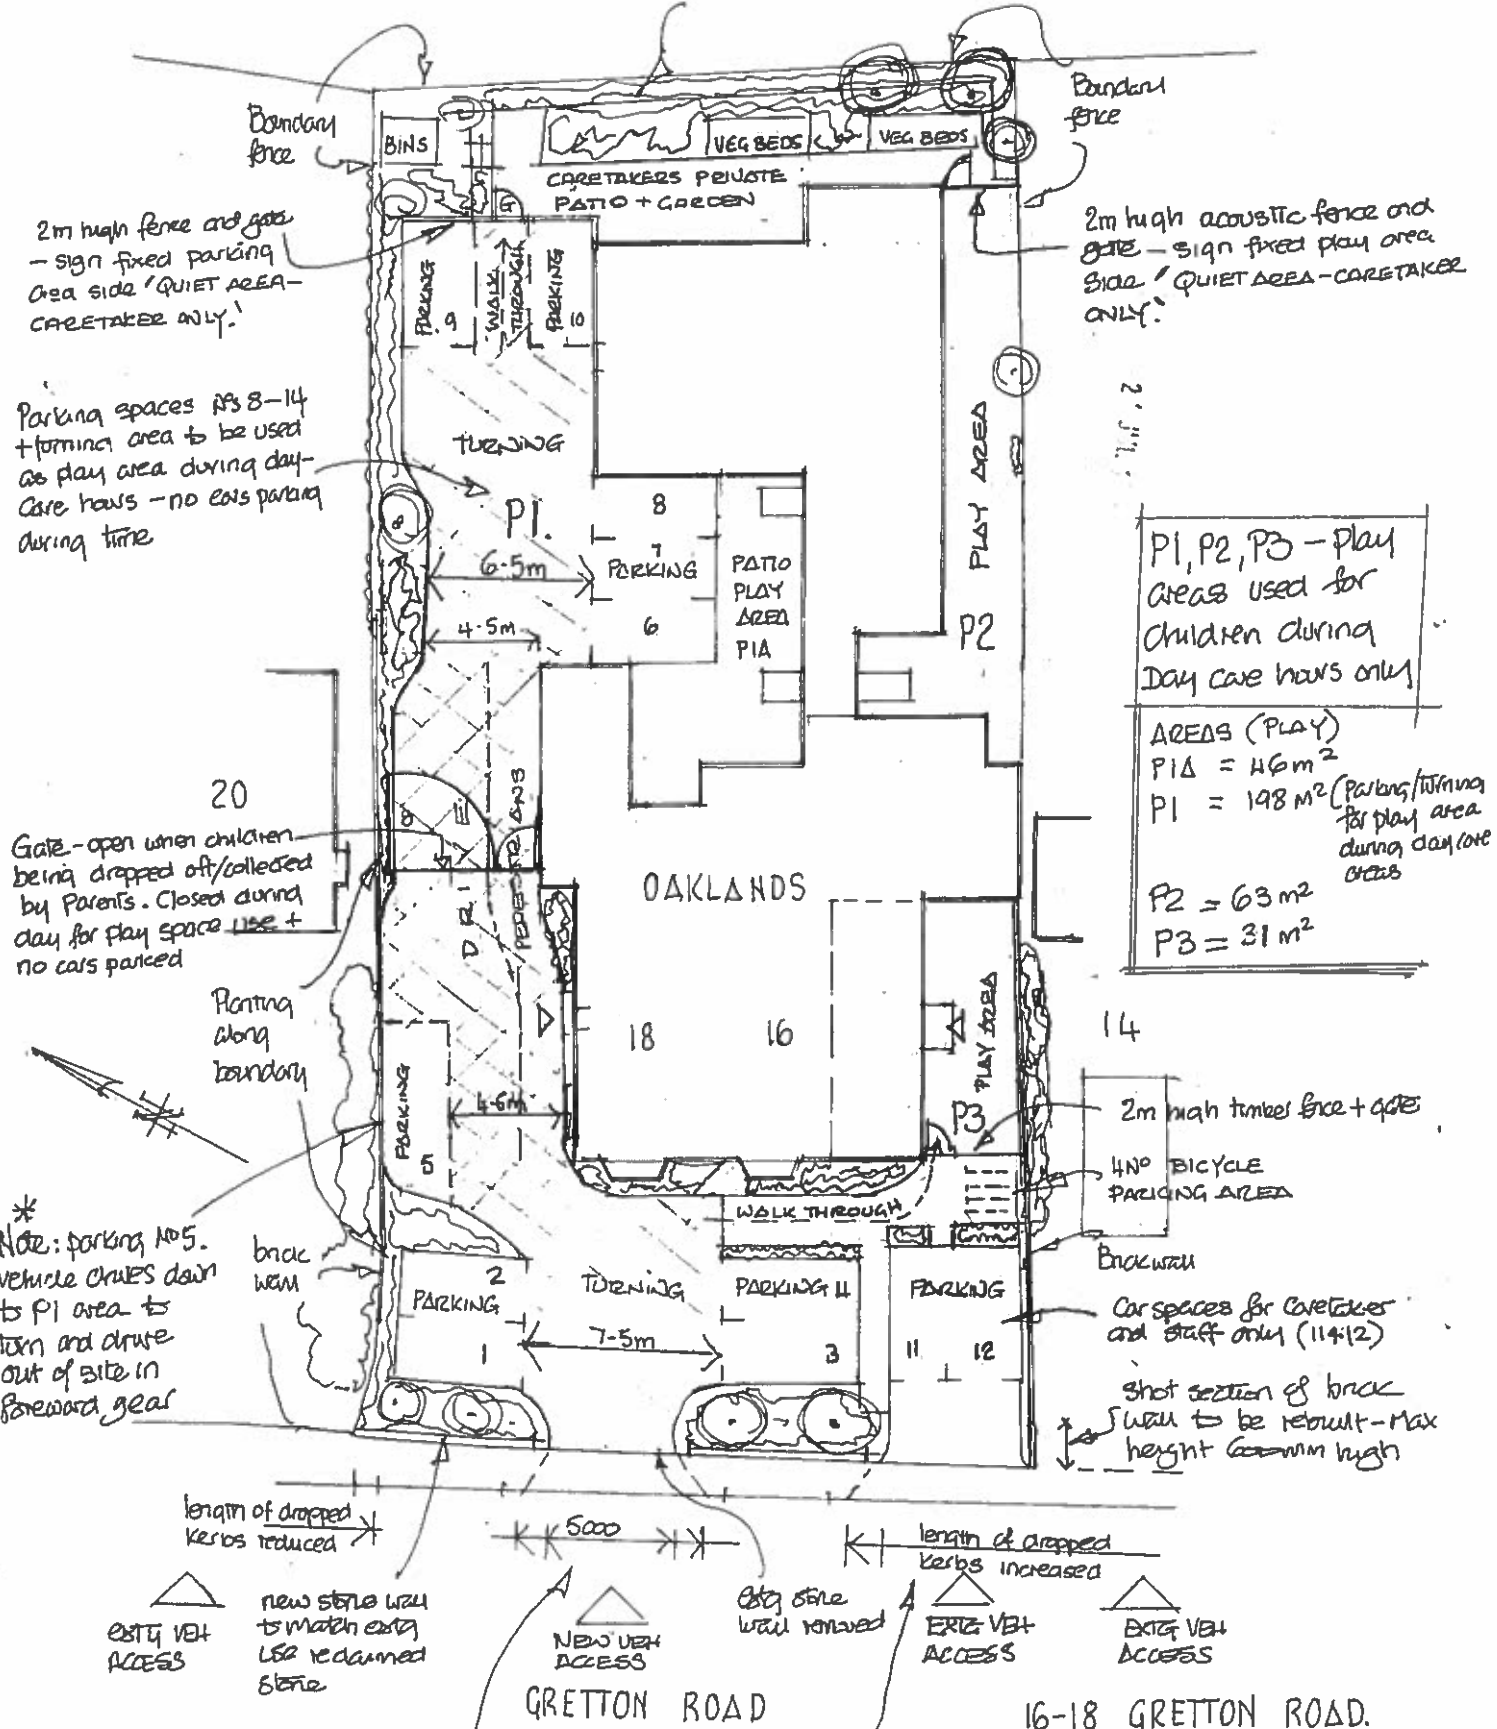 Boundary
fence
BINS
VEG BEDS
VEG BEDS
Boundary
fence
CARETAKERS PRIVATE
PATIO + GARDEN
G
2m high fence and gate
- sign fixed parking
area side 'QUIET AREA-
CARETAKER ONLY.'
2m high acoustic fence and
gate - sign fixed play area
side 'QUIET AREA - CARETAKER
ONLY.'
PARKING
9
WALK
THROUGH
PARKING
10
Parking spaces Nºs 8-14
+ turning area to be used
as play area during day-
care hours - no cars parking
during time
TURNING
P1.
6·5m
4·5m
8
7
PARKING
6
PATIO
PLAY
AREA
P1A
PLAY AREA
P2
P1, P2, P3 - Play
areas used for
children during
Day care hours only
AREAS (PLAY)
P1A = 46m²
P1 = 198 M² (Parking/turning
for play area
during daycare
areas
P2 = 63 m²
P3 = 31 m²
20
Gate - open when children
being dropped off/collected
by Parents. Closed during
day for play space use +
no cars parked
PEDESTRIANS
OAKLANDS
18
16
14
Planting
along
boundary
PARKING
5
4·6m
PLAY AREA
P3
2m high timber fence + gate
4Nº BICYCLE
PARKING AREA
WALK THROUGH
Brick wall
*
Note: parking Nº5.
vehicle drives down
to P1 area to
turn and drive
out of site in
foreward gear
brick
wall
2
PARKING
1
TURNING
7-5m
PARKING 4
3
PARKING
11
12
Car spaces for Caretaker
and staff only (11+12)
Shot section of brick
wall to be rebuilt - Max
height 600mm high
length of dropped
kerbs reduced
5000
length of dropped
kerbs increased
EXTG VEH
ACCESS
new stone wall
to match extg
use reclaimed
stone
NEW VEH
ACCESS
extg stone
wall removed
EXTG VEH
ACCESS
EXTG VEH
ACCESS
GRETTON ROAD
16-18 GRETTON ROAD.